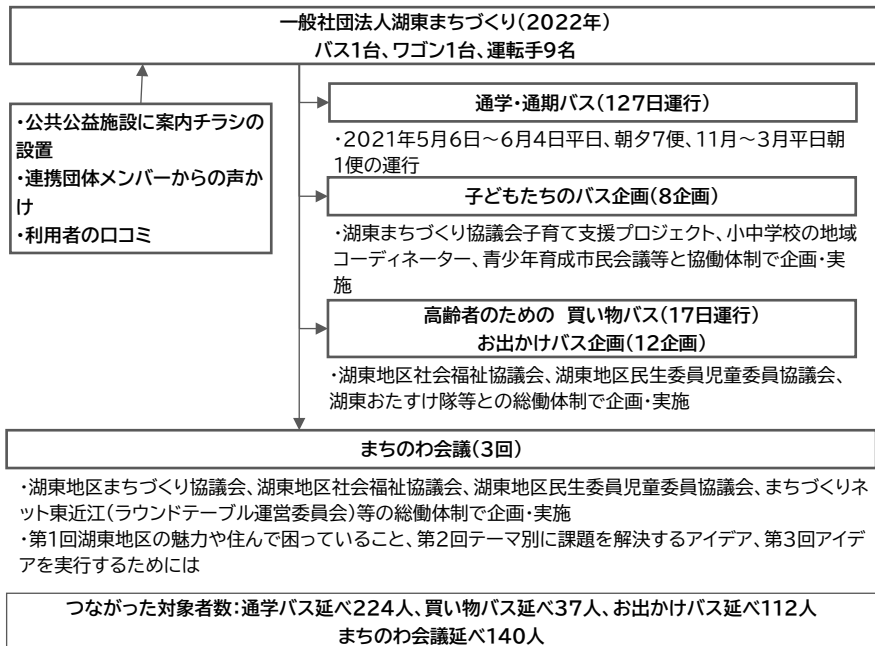 一般社団法人湖東まちづくり(2022年)
バス1台、ワゴン1台、運転手9名
・公共公益施設に案内チラシの
設置
・連携団体メンバーからの声か
け
・利用者の口コミ
通学・通期バス(127日運行)
・2021年5月6日～6月4日平日、朝夕7便、11月～3月平日朝
1便の運行
子どもたちのバス企画(8企画)
・湖東まちづくり協議会子育て支援プロジェクト、小中学校の地域
コーディネーター、青少年育成市民会議等と協働体制で企画・実
施
高齢者のための 買い物バス(17日運行)
お出かけバス企画(12企画)
・湖東地区社会福祉協議会、湖東地区民生委員児童委員協議会、
湖東おたすけ隊等との総働体制で企画・実施
まちのわ会議(3回)
・湖東地区まちづくり協議会、湖東地区社会福祉協議会、湖東地区民生委員児童委員協議会、まちづくりネ
ット東近江(ラウンドテーブル運営委員会)等の総働体制で企画・実施
・第1回湖東地区の魅力や住んで困っていること、第2回テーマ別に課題を解決するアイデア、第3回アイデ
アを実行するためには
つながった対象者数:通学バス延べ224人、買い物バス延べ37人、お出かけバス延べ112人
まちのわ会議延べ140人